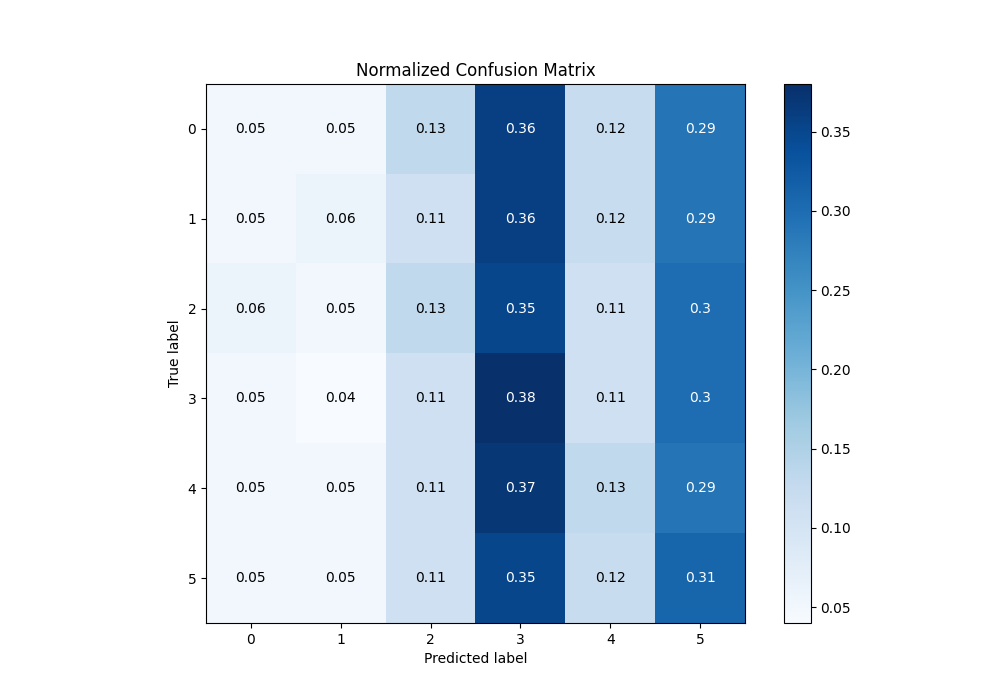 Normalized Confusion Matrix
0 0.05 0.05 0.13 0.36 0.12 0.29
1 0.05 0.06 0.11 0.36 0.12 0.29
2 0.06 0.05 0.13 0.35 0.11 0.3
3 0.05 0.04 0.11 0.38 0.11 0.3
4 0.05 0.05 0.11 0.37 0.13 0.29
5 0.05 0.05 0.11 0.35 0.12 0.31
0 1 2 3 4 5
Predicted label
True label
0.35
0.30
0.25
0.20
0.15
0.10
0.05